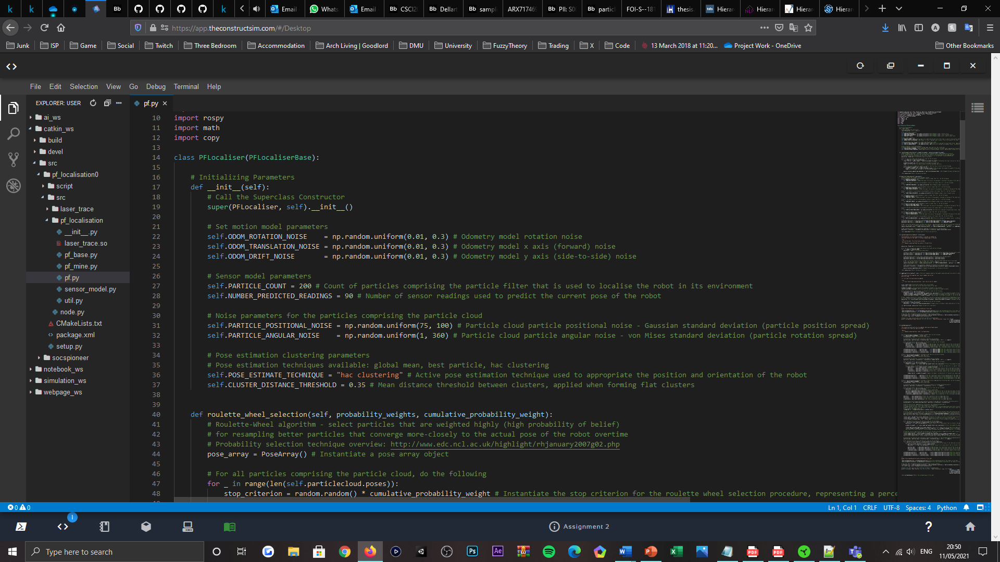 Email
Whats
Email
CSCI2
Dellart
sampl
ARX71746
PII: S0
particl
FOI-S--181
thesis.
Hierar
Hierar
Hierar
Hierar
https://app.theconstructsim.com/#/Desktop
Junk
ISP
Game
Social
Twitch
Three Bedroom
Accommodation
Arch Living | Goodlord
DMU
University
FuzzyTheory
Trading
X
Code
13 March 2018 at 11:20...
Project Work - OneDrive
Other Bookmarks
File Edit Selection View Go Debug Terminal Help
EXPLORER: USER
ai_ws
catkin_ws
build
devel
src
pf_localisation0
script
src
laser_trace
pf_localisation
__init__.py
laser_trace.so
pf_base.py
pf_mine.py
pf.py
sensor_model.py
util.py
node.py
CMakeLists.txt
package.xml
setup.py
socspioneer
notebook_ws
simulation_ws
webpage_ws
pf.py
10 import rospy
11 import math
12 import copy
13
14 class PFLocaliser(PFLocaliserBase):
15
16 # Initializing Parameters
17 def __init__(self):
18 # Call the Superclass Constructor
19 super(PFLocaliser, self).__init__()
20
21 # Set motion model parameters
22 self.ODOM_ROTATION_NOISE = np.random.uniform(0.01, 0.3) # Odometry model rotation noise
23 self.ODOM_TRANSLATION_NOISE = np.random.uniform(0.01, 0.3) # Odometry model x axis (forward) noise
24 self.ODOM_DRIFT_NOISE = np.random.uniform(0.01, 0.3) # Odometry model y axis (side-to-side) noise
25
26 # Sensor model parameters
27 self.PARTICLE_COUNT = 200 # Count of particles comprising the particle filter that is used to localise the robot in its environment
28 self.NUMBER_PREDICTED_READINGS = 90 # Number of sensor readings used to predict the current pose of the robot
29
30 # Noise parameters for the particles comprising the particle cloud
31 self.PARTICLE_POSITIONAL_NOISE = np.random.uniform(75, 100) # Particle cloud particle positional noise - Gaussian standard deviation (particle position spread)
32 self.PARTICLE_ANGULAR_NOISE = np.random.uniform(1, 360) # Particle cloud particle angular noise - von Mises standard deviation (particle rotation spread)
33
34 # Pose estimation clustering parameters
35 # Pose estimation techniques available: global mean, best particle, hac clustering
36 self.POSE_ESTIMATE_TECHNIQUE = "hac clustering" # Active pose estimation technique used to appropriate the position and orientation of the robot
37 self.CLUSTER_DISTANCE_THRESHOLD = 0.35 # Mean distance threshold between clusters, applied when forming flat clusters
38
39
40 def roulette_wheel_selection(self, probability_weights, cumulative_probability_weight):
41 # Roulette-Wheel algorithm - select particles that are weighted highly (high probability of belief)
42 # for resampling better particles that converge more-closely to the actual pose of the robot overtime
43 # Probability selection technique overview: http://www.edc.ncl.ac.uk/highlight/rhjanuary2007g02.php
44 pose_array = PoseArray() # Instantiate a pose array object
45
46 # For all particles comprising the particle cloud, do the following
47 for _ in range(len(self.particlecloud.poses)):
48 stop_criterion = random.random() * cumulative_probability_weight # Instantiate the stop criterion for the roulette wheel selection procedure, representing a perce
0 0
Ln 1, Col 1 CRLF UTF-8 Spaces: 4 Python
1
Assignment 2
?
Type here to search
ENG
20:50
11/05/2021